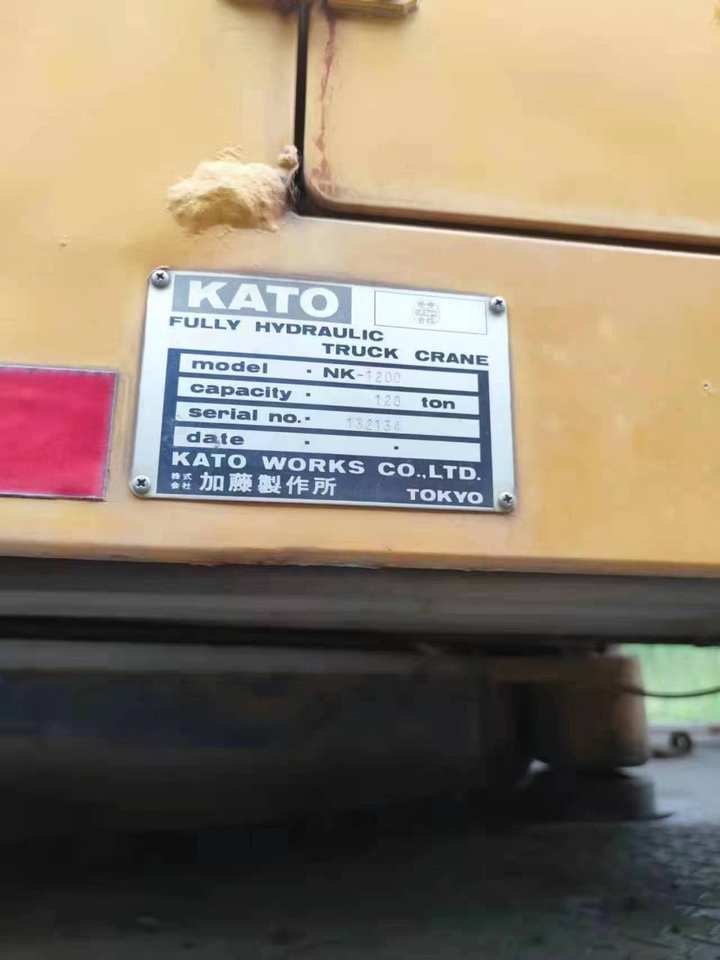 KATO
FULLY HYDRAULIC
TRUCK CRANE
model · NK-1200
capacity · 120 ton
serial no.· 132134
date · ·
KATO WORKS CO.,LTD.
株式会社 加藤製作所 TOKYO